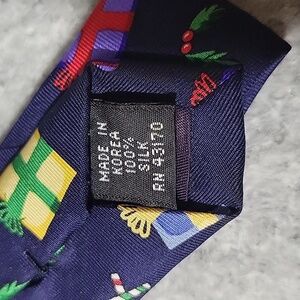 MADE IN
KOREA
100%
SILK
RN 43170